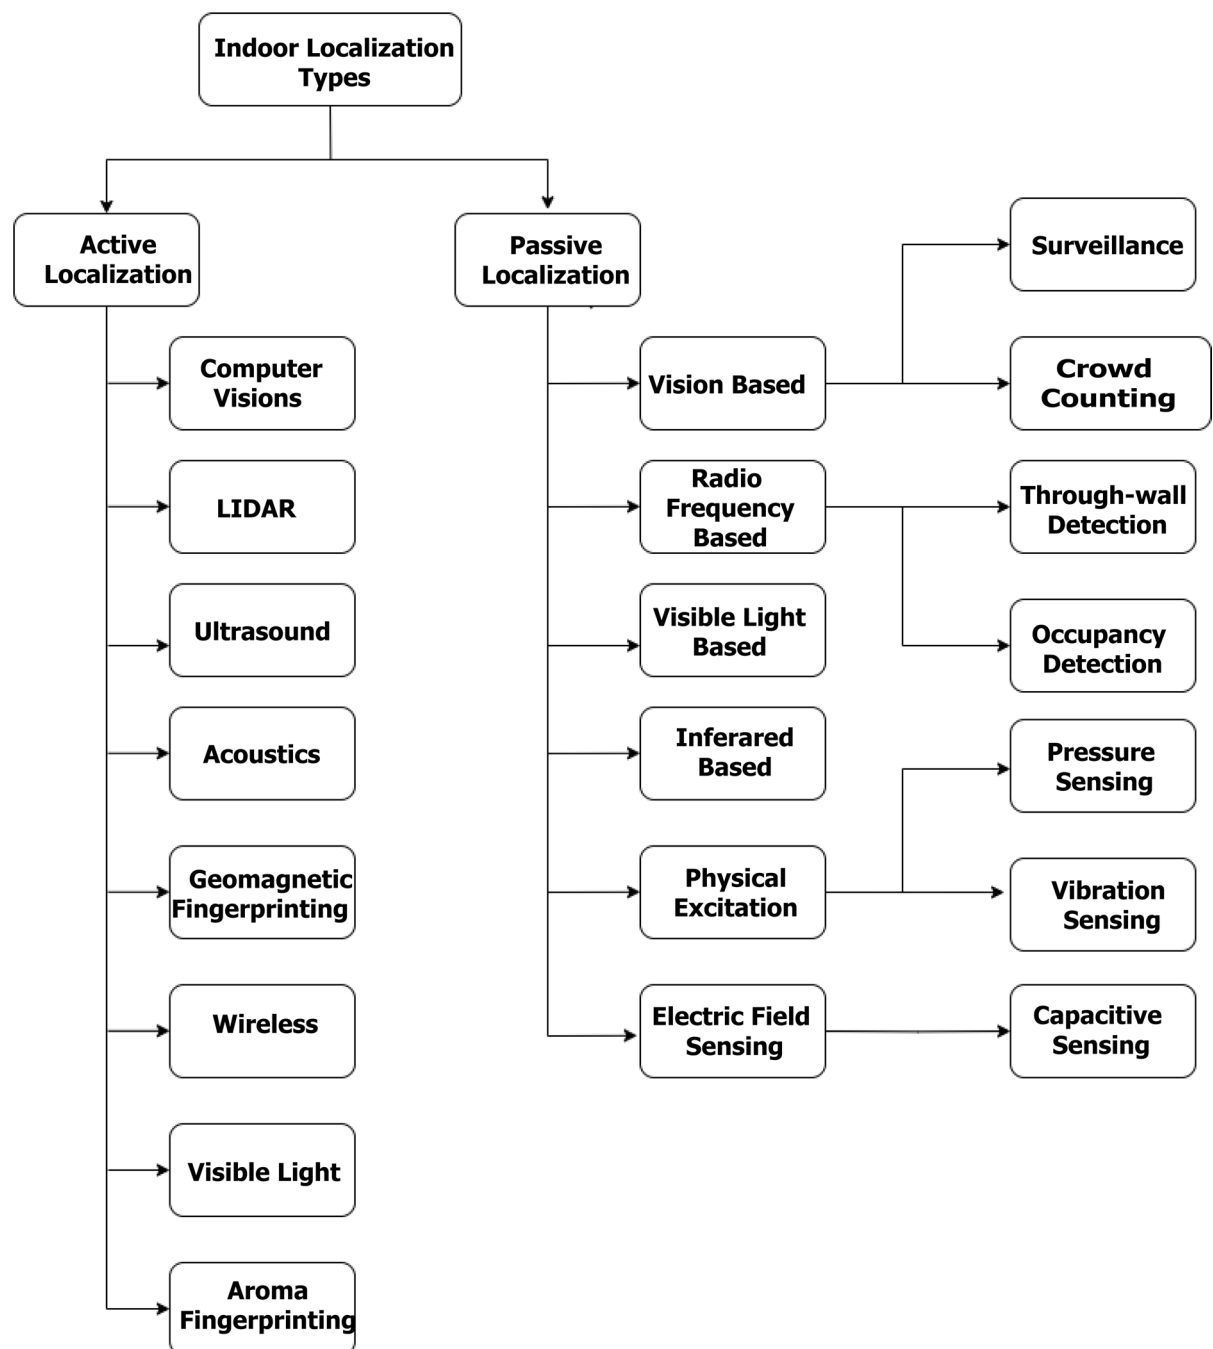 Indoor Localization
Types
Active
Localization
Computer
Visions
LIDAR
Ultrasound
Acoustics
Geomagnetic
Fingerprinting
Wireless
Visible Light
Aroma
Fingerprinting
Passive
Localization
Vision Based
Surveillance
Crowd
Counting
Radio
Frequency
Based
Through-wall
Detection
Occupancy
Detection
Visible Light
Based
Inferared
Based
Physical
Excitation
Pressure
Sensing
Vibration
Sensing
Electric Field
Sensing
Capacitive
Sensing